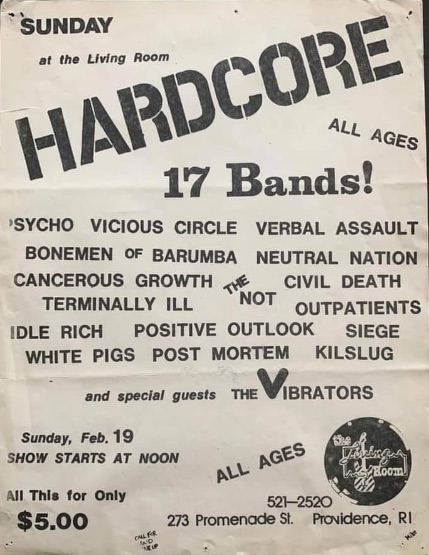 SUNDAY
at the Living Room
HARDCORE
ALL AGES
17 Bands!
PSYCHO VICIOUS CIRCLE VERBAL ASSAULT
BONEMEN OF BARUMBA NEUTRAL NATION
CANCEROUS GROWTH THE NOT CIVIL DEATH
TERMINALLY ILL OUTPATIENTS
IDLE RICH POSITIVE OUTLOOK SIEGE
WHITE PIGS POST MORTEM KILSLUG
and special guests THE VIBRATORS
Sunday, Feb. 19
SHOW STARTS AT NOON
ALL AGES
the Living Room
All This for Only
$5.00
521-2520
273 Promenade St. Providence, RI
CALL FOR